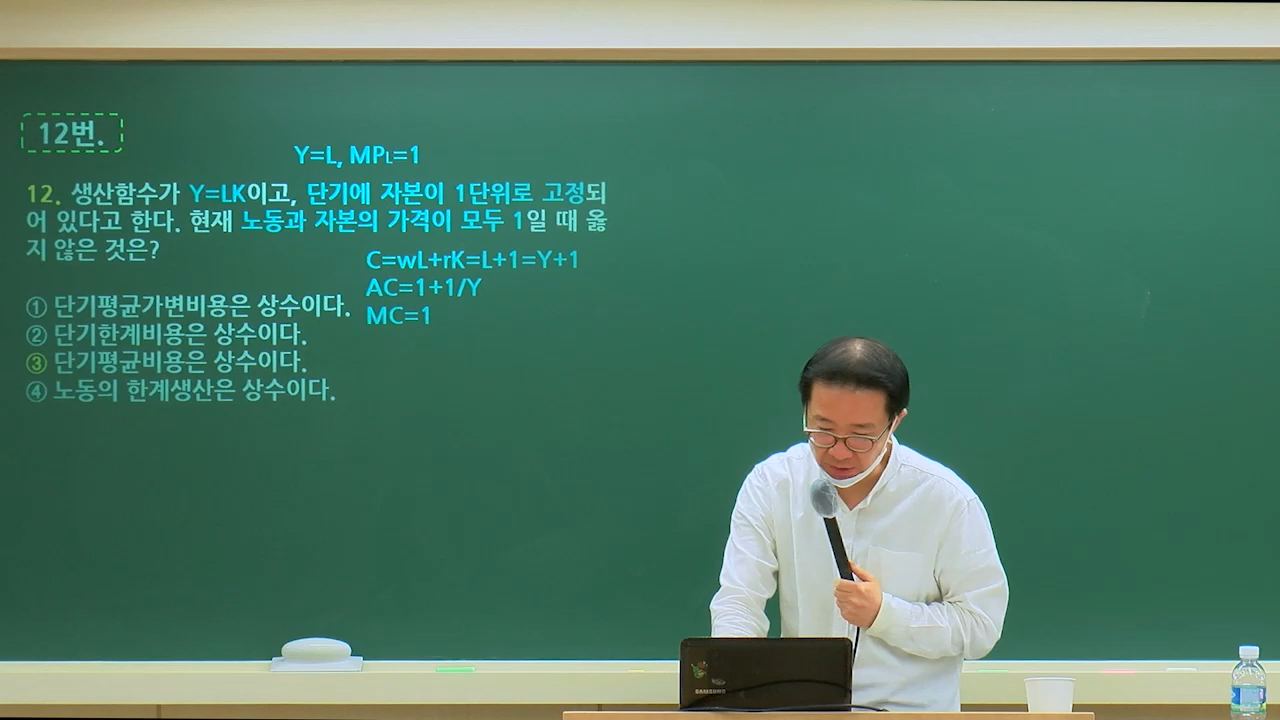 12번.
Y=L, MPL=1
12. 생산함수가 Y=LK이고, 단기에 자본이 1단위로 고정되
어 있다고 한다. 현재 노동과 자본의 가격이 모두 1일 때 옳
지 않은 것은?
C=wL+rK=L+1=Y+1
AC=1+1/Y
MC=1
① 단기평균가변비용은 상수이다.
② 단기한계비용은 상수이다.
③ 단기평균비용은 상수이다.
④ 노동의 한계생산은 상수이다.
SAMSUNG